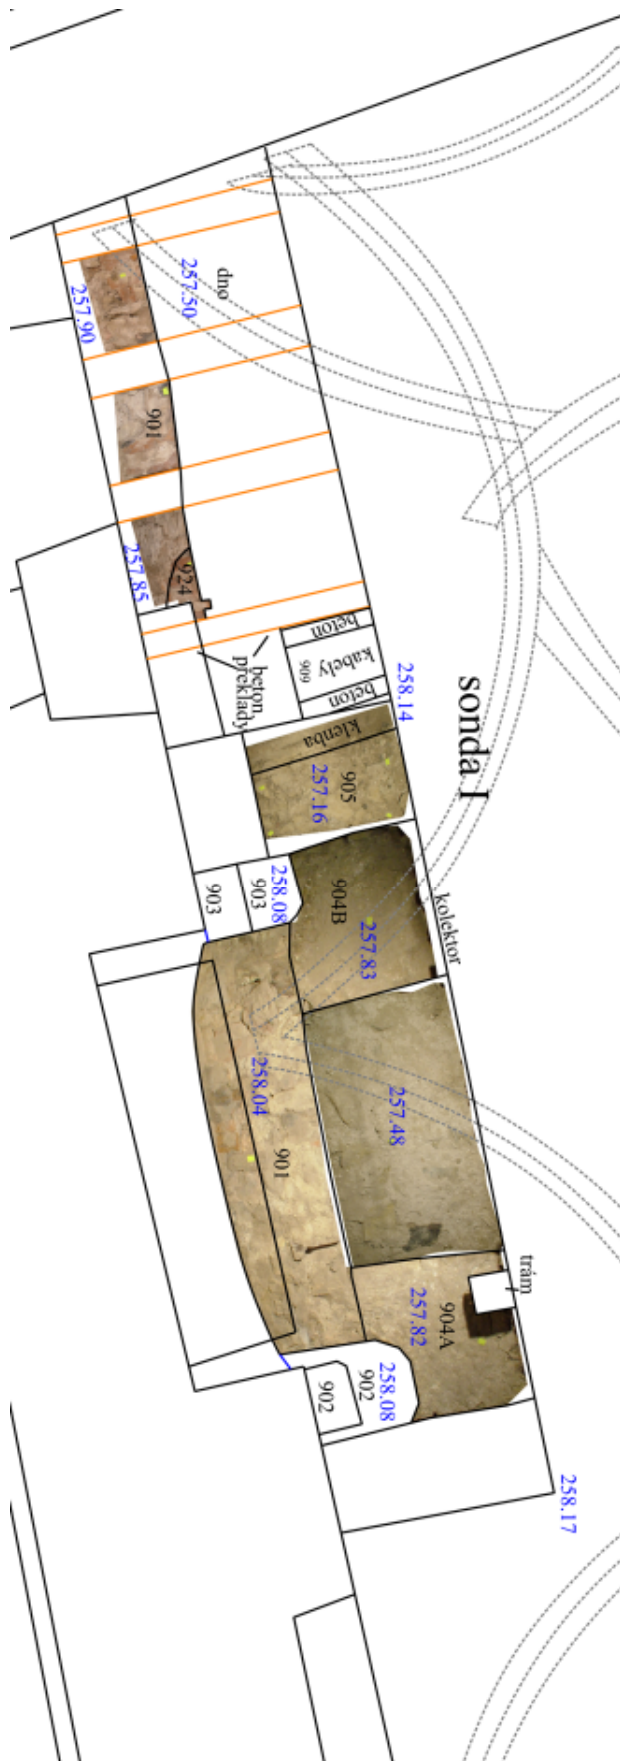 dno
257.50
257.90
901
257.85
924
beton
kabely
909
beton
beton.
překlady
258.14
sonda I
klenba
905
257.16
903
903
258.08
904B
257.83
kolektor
258.04
901
257.48
trám
904A
257.82
258.08
902
902
258.17